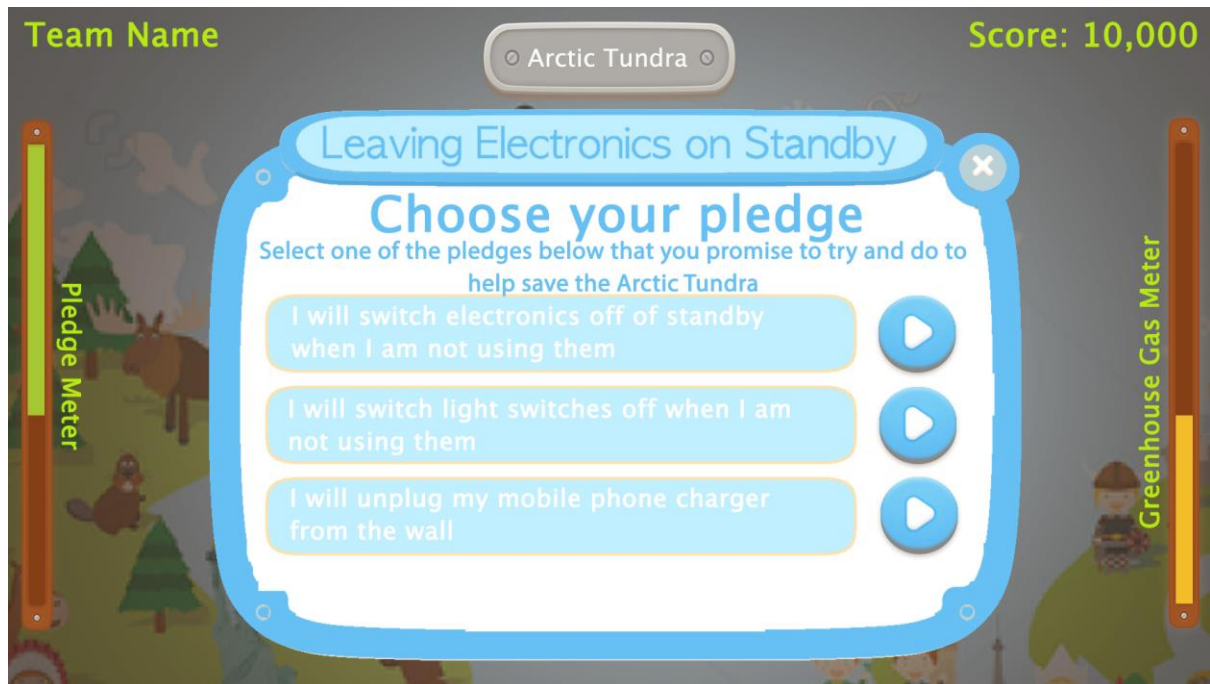 Team Name
Arctic Tundra
Score: 10,000
Leaving Electronics on Standby
Choose your pledge
Select one of the pledges below that you promise to try and do to
help save the Arctic Tundra
I will switch electronics off of standby
when I am not using them
I will switch light switches off when I am
not using them
I will unplug my mobile phone charger
from the wall
Pledge Meter
Greenhouse Gas Meter